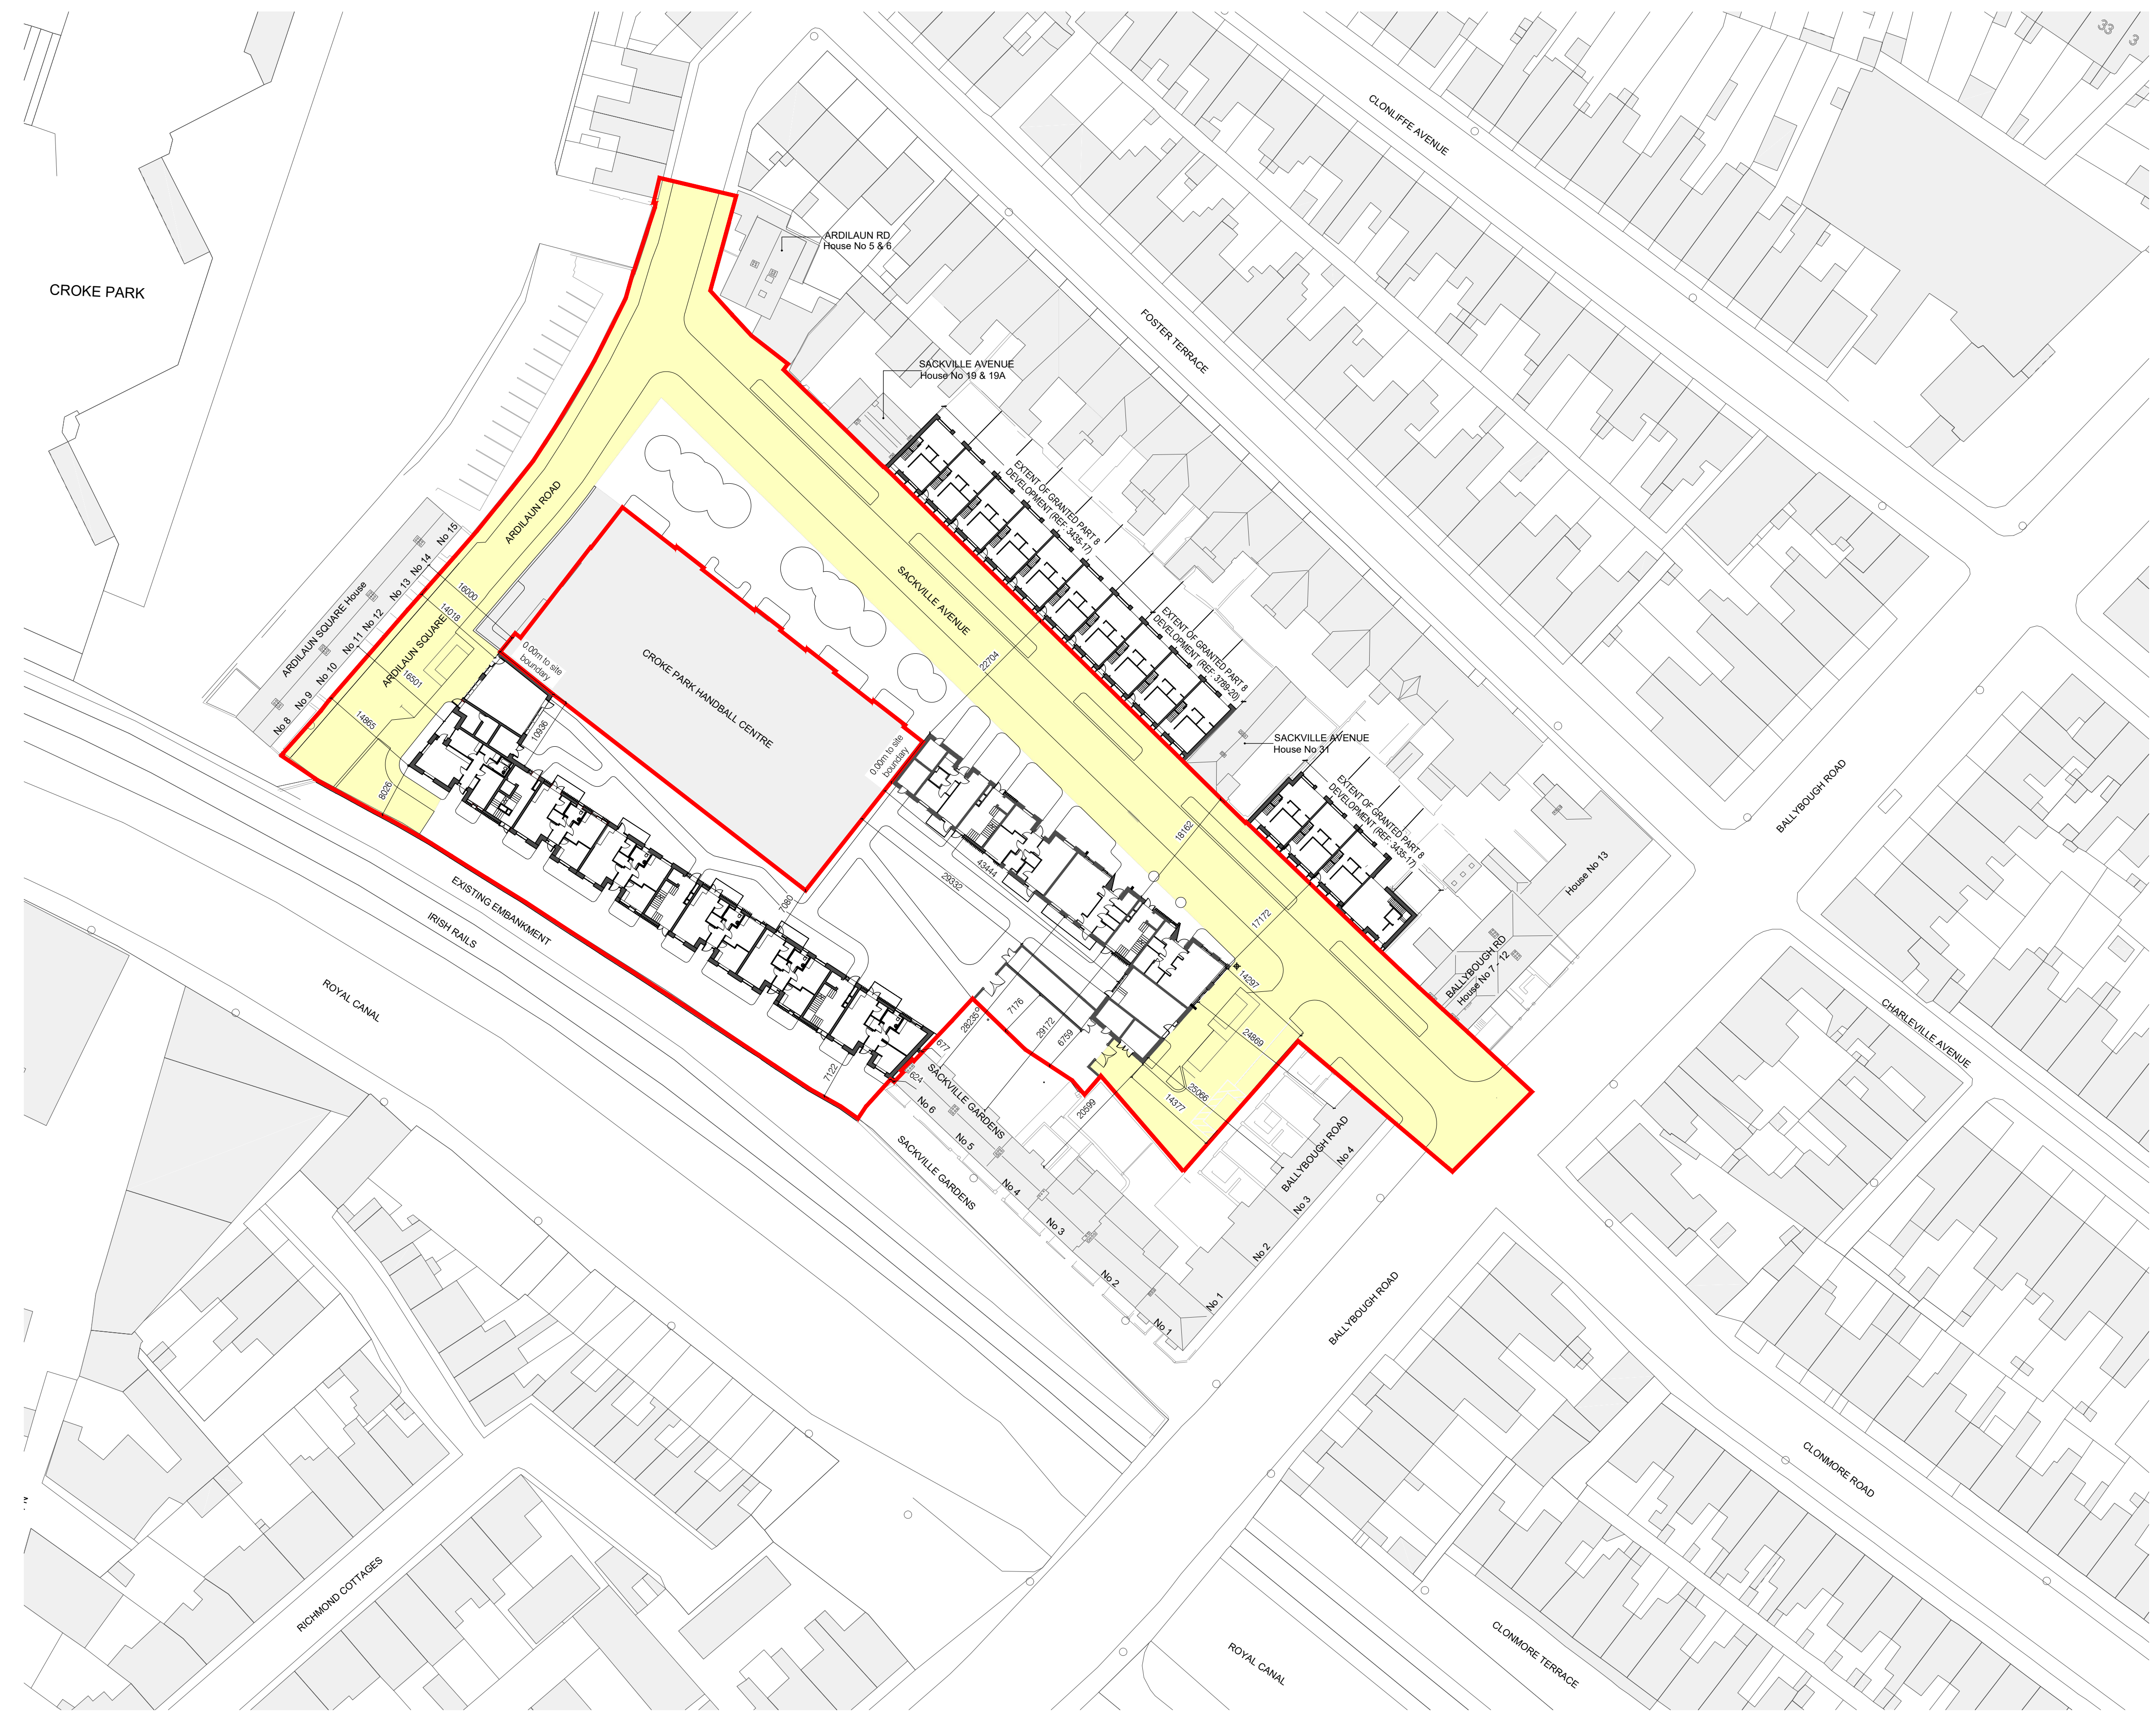 33
3
CLONLIFFE AVENUE
CROKE PARK
ARDILAUN RD
House No 5 & 6
FOSTER TERRACE
SACKVILLE AVENUE
House No 19 & 19A
EXTENT OF GRANTED PART 8
DEVELOPMENT (REF: 3435-17)
ARDILAUN ROAD
SACKVILLE AVENUE
22704
EXTENT OF GRANTED PART 8
DEVELOPMENT (REF: 3789-20)
SACKVILLE AVENUE
House No 31
EXTENT OF GRANTED PART 8
DEVELOPMENT (REF: 3435-17)
BALLYBOUGH ROAD
House No 13
BALLYBOUGH RD
House No 7 - 12
ARDILAUN SQUARE House
No 15
No 14
No 13
No 12
No 11
No 10
No 9
No 8
ARDILAUN SQUARE
16000
14018
16501
14865
8026
10936
0.00m to site
boundary
CROKE PARK HANDBALL CENTRE
0.00m to site
boundary
18162
17172
43444
29332
7080
14297
24869
25066
14377
20599
6759
29172
7176
28235
677
624
7122
EXISTING EMBANKMENT
IRISH RAILS
ROYAL CANAL
SACKVILLE GARDENS
No 6
No 5
No 4
No 3
No 2
No 1
SACKVILLE GARDENS
BALLYBOUGH ROAD
No 4
No 3
No 2
No 1
BALLYBOUGH ROAD
CHARLEVILLE AVENUE
CLONMORE ROAD
CLONMORE TERRACE
ROYAL CANAL
RICHMOND COTTAGES